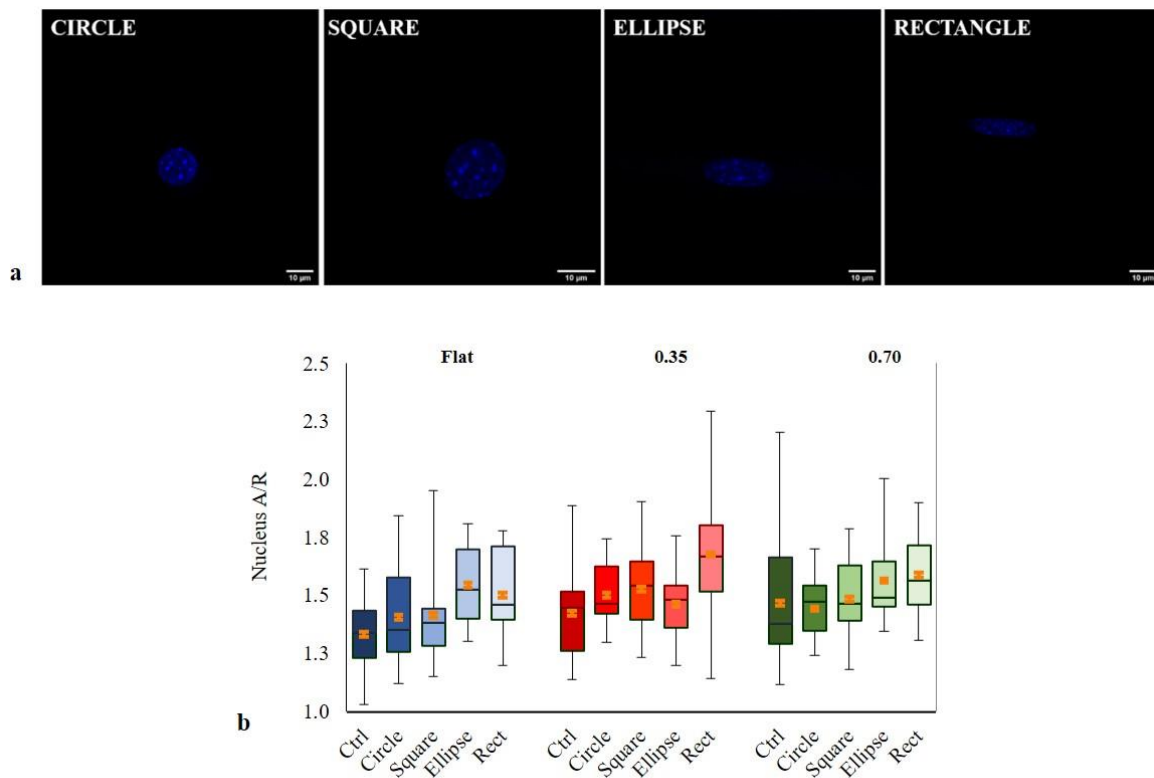 CIRCLE SQUARE ELLIPSE RECTANGLE
10 µm 10 µm 10 µm 10 µm
a
Flat 0.35 0.70
2.5
2.3
2.0
1.8
1.5
1.3
1.0
Nucleus A/R
b
Ctrl Circle Square Ellipse Rect Ctrl Circle Square Ellipse Rect Ctrl Circle Square Ellipse Rect